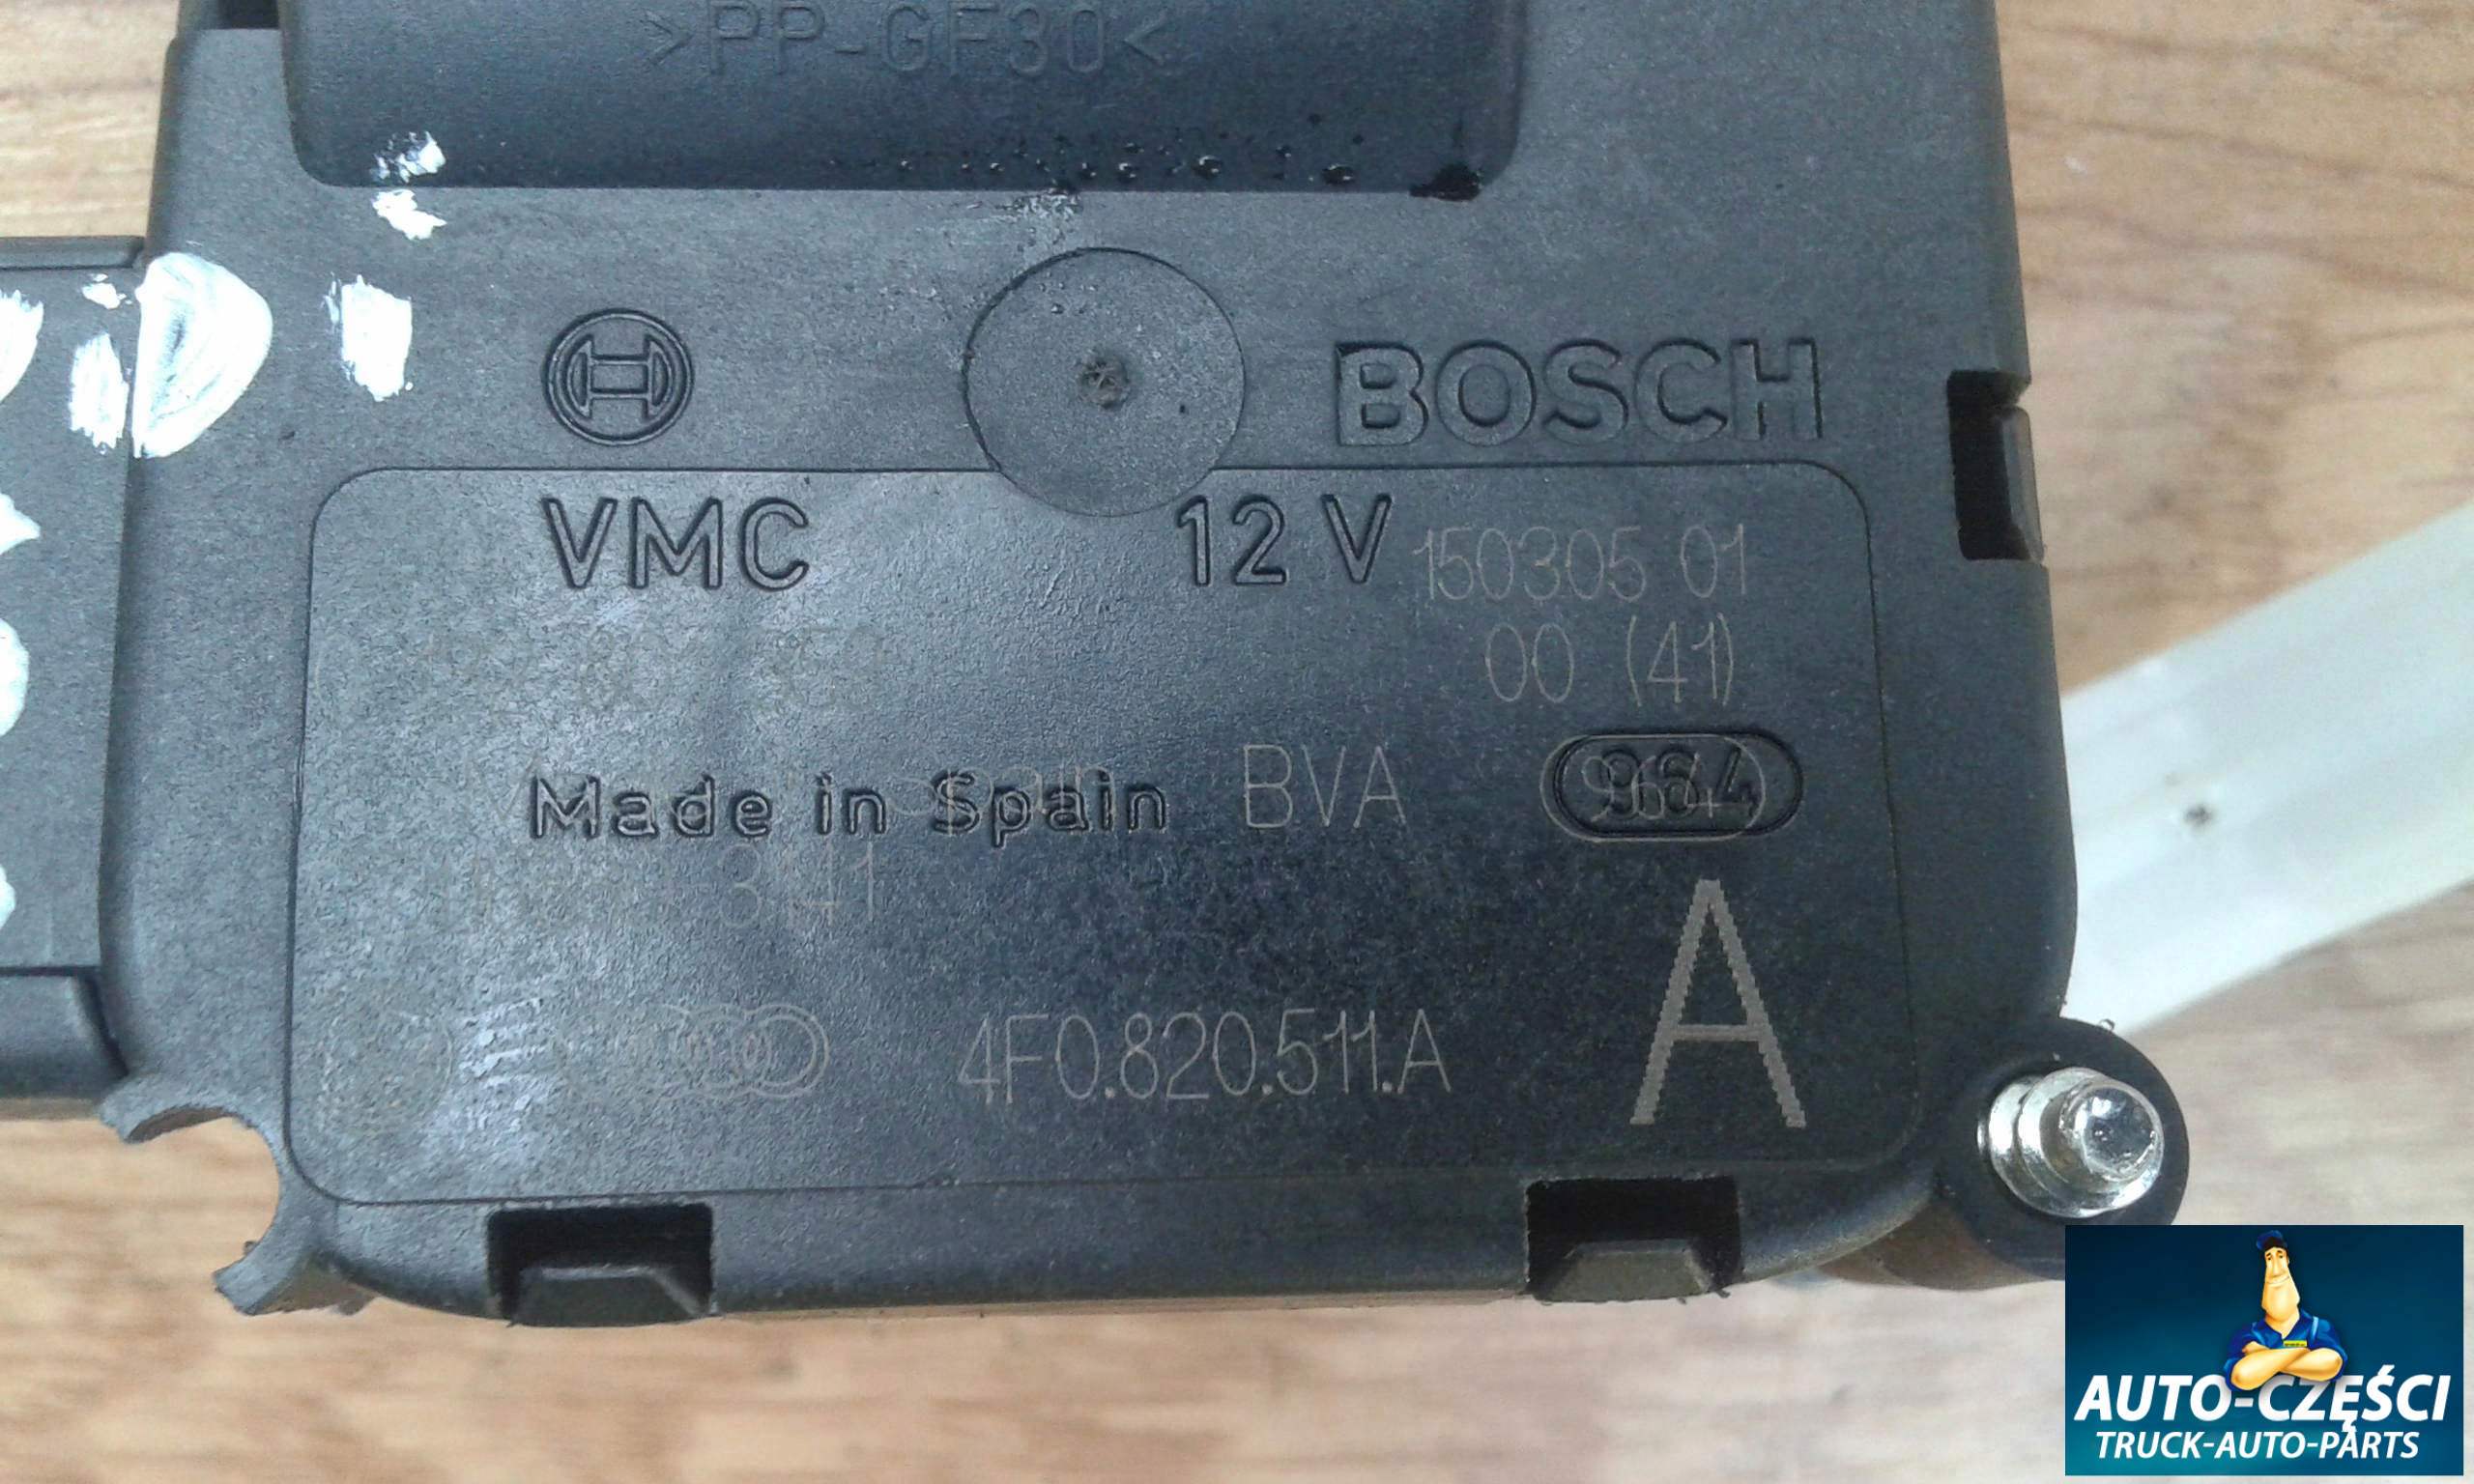 >PP-GF30<
BOSCH
VMC 12 V 150305 01
00 (41)
Made in Spain BVA 964
3141
4F0.820.511.A A
AUTO-CZĘŚCI
TRUCK-AUTO-PARTS